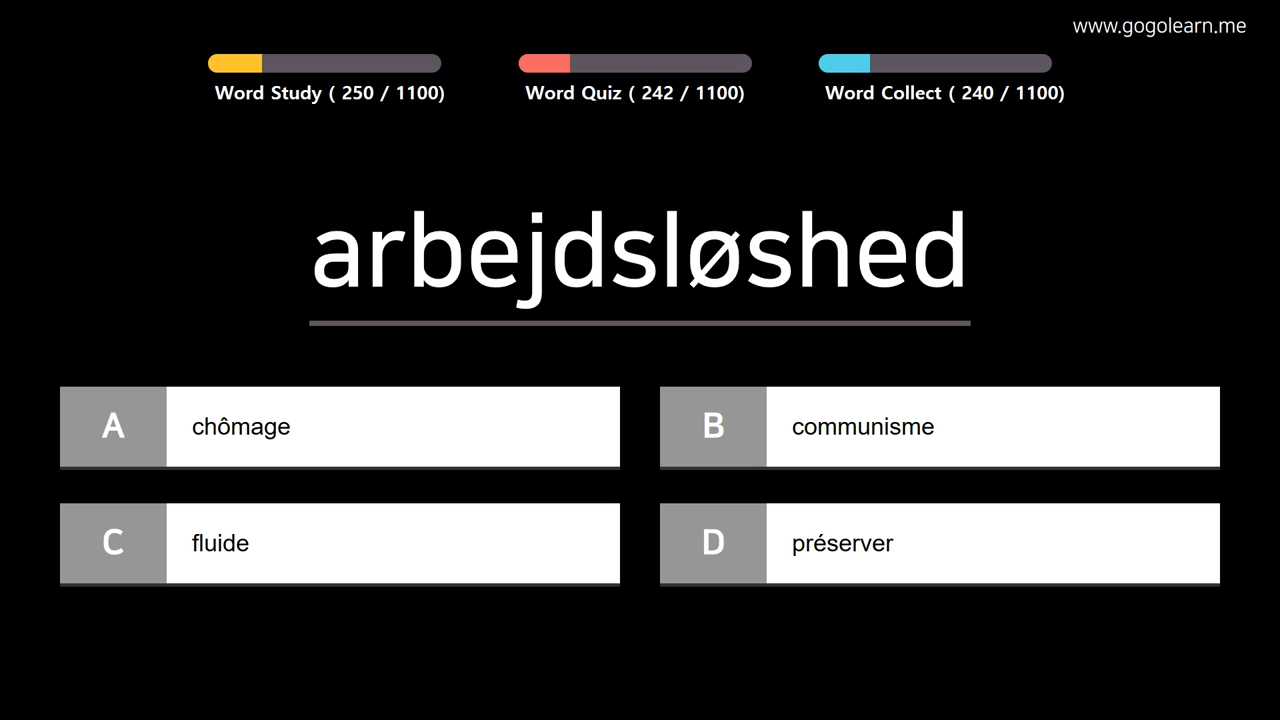 www.gogolearn.me
Word Study ( 250 / 1100)
Word Quiz ( 242 / 1100)
Word Collect ( 240 / 1100)
arbejdsløshed
A chômage
B communisme
C fluide
D préserver